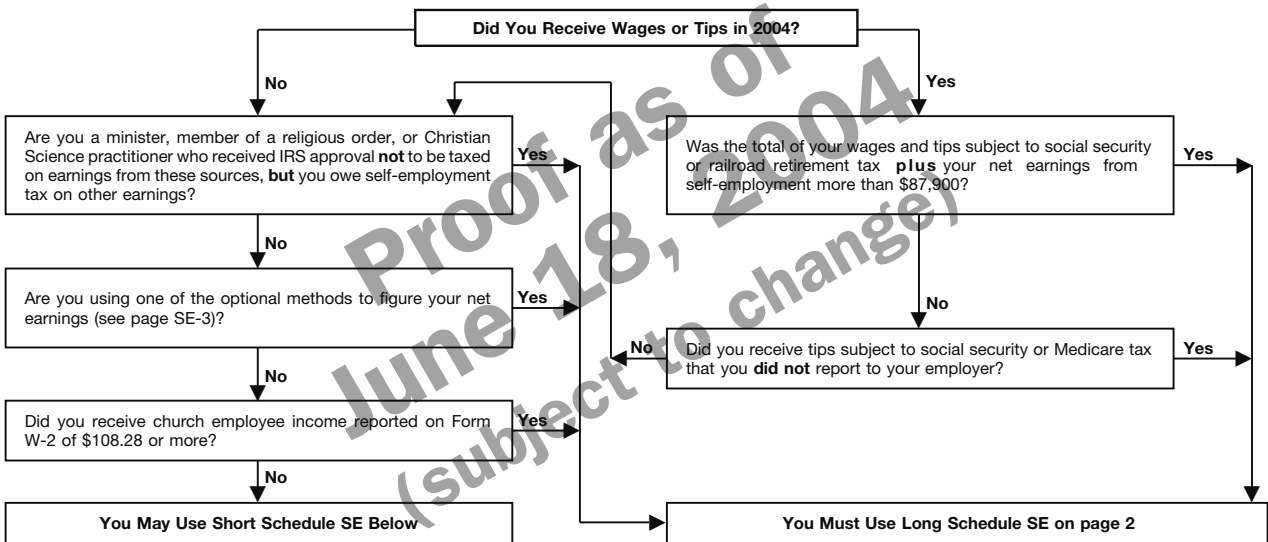 Did You Receive Wages or Tips in 2004?
No
Yes
Are you a minister, member of a religious order, or Christian
Science practitioner who received IRS approval not to be taxed
on earnings from these sources, but you owe self-employment
tax on other earnings?
Yes
Was the total of your wages and tips subject to social security
or railroad retirement tax plus your net earnings from
self-employment more than $87,900?
Yes
No
Are you using one of the optional methods to figure your net
earnings (see page SE-3)?
Yes
No
No
Did you receive tips subject to social security or Medicare tax
that you did not report to your employer?
Yes
No
Did you receive church employee income reported on Form
W-2 of $108.28 or more?
Yes
No
You May Use Short Schedule SE Below
You Must Use Long Schedule SE on page 2
Proof as of
June 18, 2004
(subject to change)